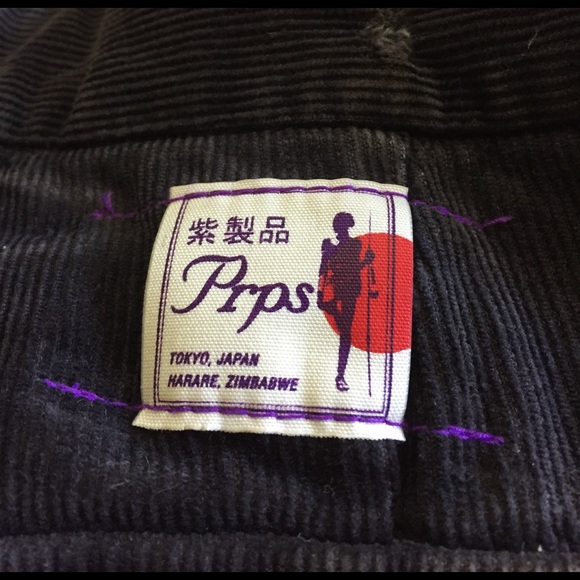 紫製品
Prps
TOKYO, JAPAN
HARARE, ZIMBABWE